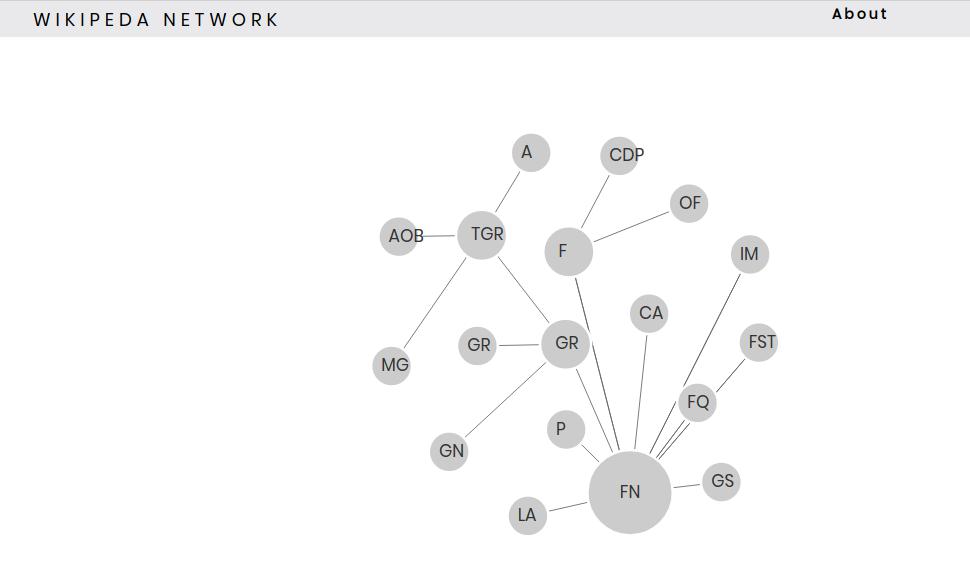 WIKIPEDA NETWORK
About
A
CDP
OF
AOB
TGR
F
IM
CA
FST
GR
GR
MG
FQ
P
GN
GS
FN
LA